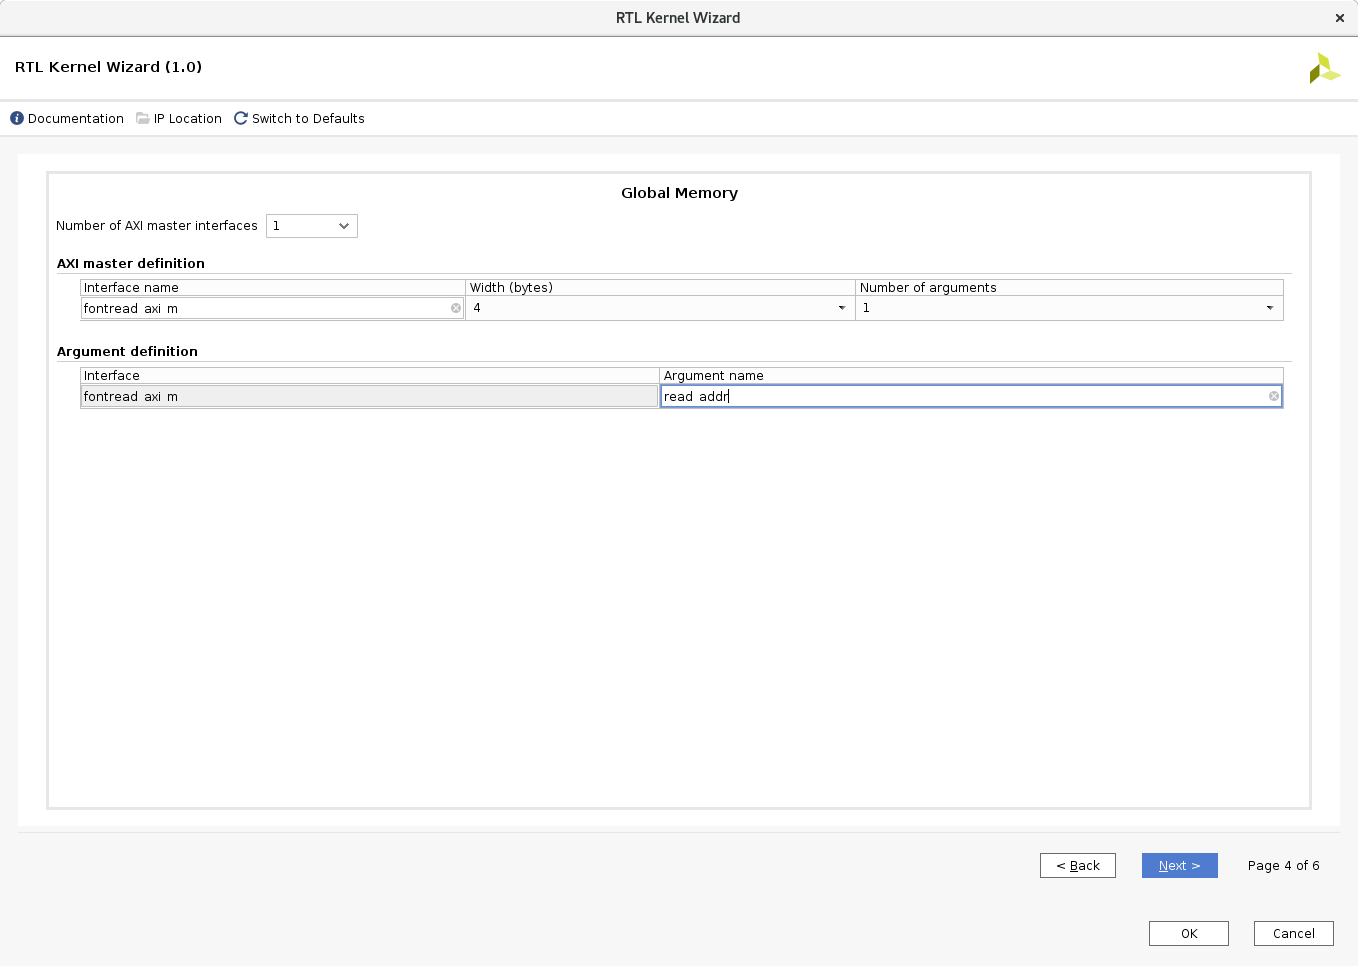 RTL Kernel Wizard
RTL Kernel Wizard (1.0)
Documentation IP Location Switch to Defaults
Global Memory
Number of AXI master interfaces 1
AXI master definition
Interface name Width (bytes) Number of arguments
fontread axi m 4 1
Argument definition
Interface Argument name
fontread axi m read addr
< Back Next > Page 4 of 6
OK Cancel